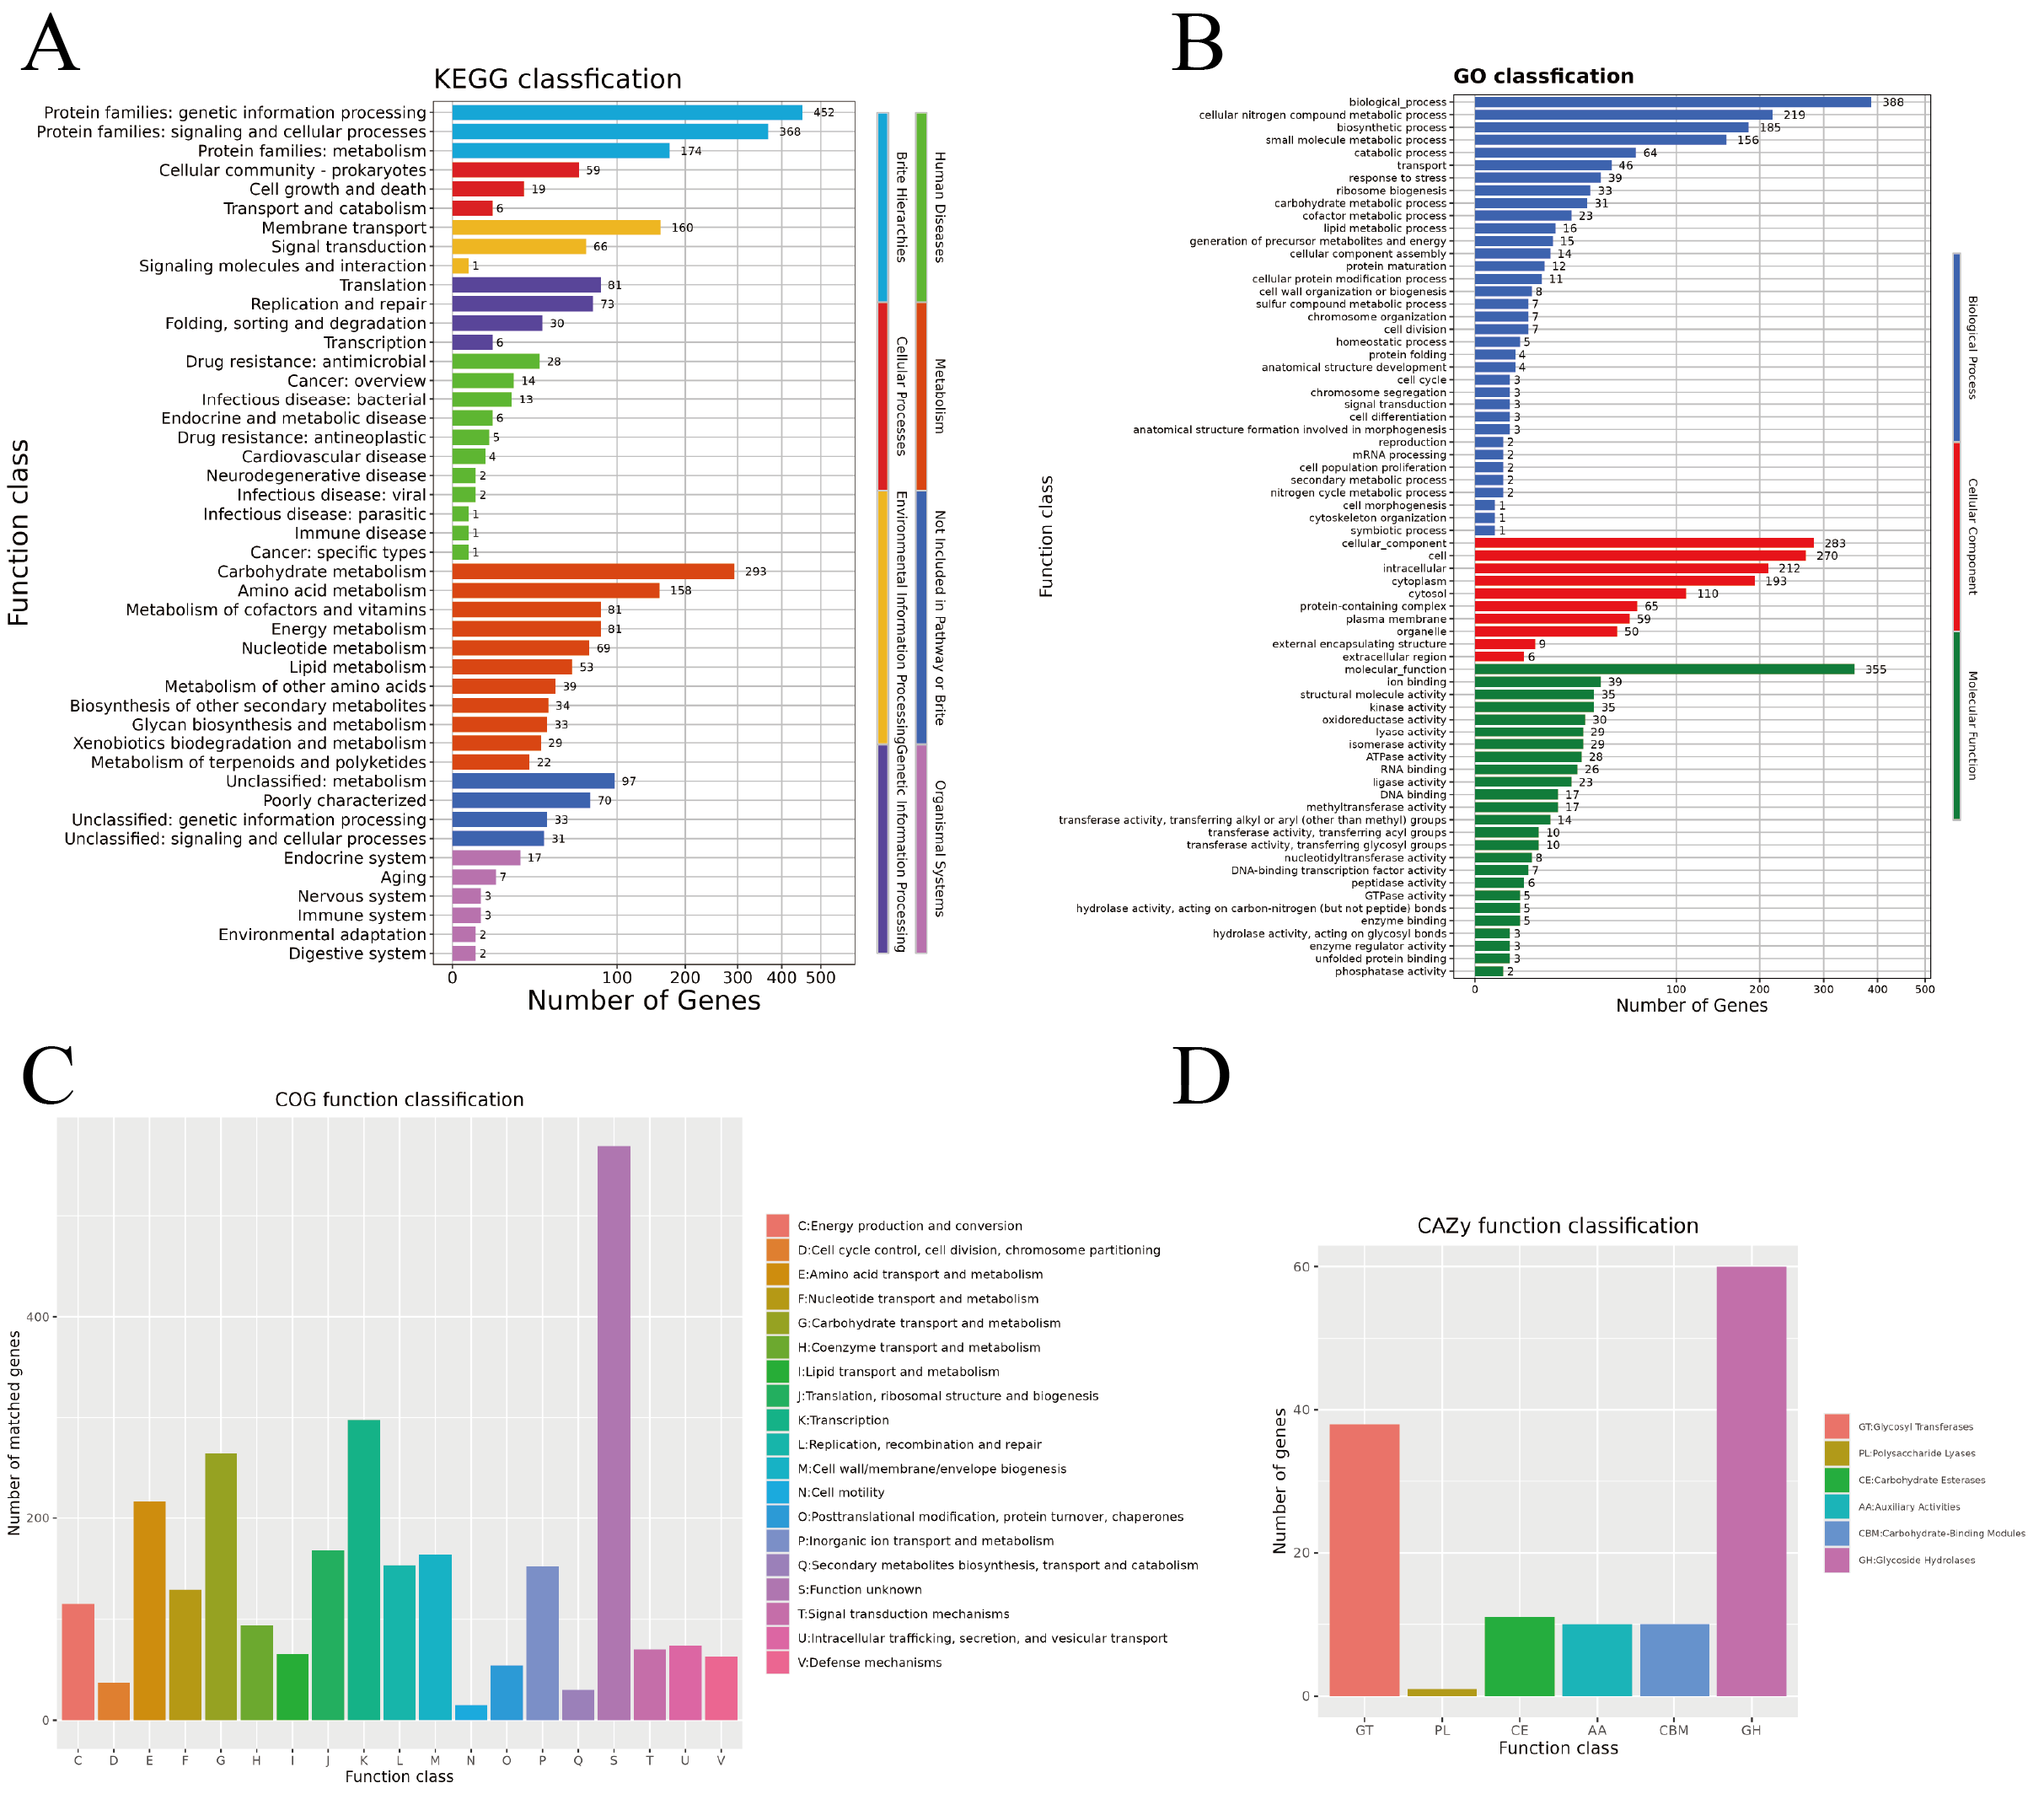 A
KEGG classfication
Function class
Protein families: genetic information processing 452
Protein families: signaling and cellular processes 368
Protein families: metabolism 174
Cellular community - prokaryotes 59
Cell growth and death 19
Transport and catabolism 6
Membrane transport 160
Signal transduction 66
Signaling molecules and interaction 1
Translation 81
Replication and repair 73
Folding, sorting and degradation 30
Transcription 6
Drug resistance: antimicrobial 28
Cancer: overview 14
Infectious disease: bacterial 13
Endocrine and metabolic disease 6
Drug resistance: antineoplastic 5
Cardiovascular disease 4
Neurodegenerative disease 2
Infectious disease: viral 2
Infectious disease: parasitic 1
Immune disease 1
Cancer: specific types 1
Carbohydrate metabolism 293
Amino acid metabolism 158
Metabolism of cofactors and vitamins 81
Energy metabolism 81
Nucleotide metabolism 69
Lipid metabolism 53
Metabolism of other amino acids 39
Biosynthesis of other secondary metabolites 34
Glycan biosynthesis and metabolism 33
Xenobiotics biodegradation and metabolism 29
Metabolism of terpenoids and polyketides 22
Unclassified: metabolism 97
Poorly characterized 70
Unclassified: genetic information processing 33
Unclassified: signaling and cellular processes 31
Endocrine system 17
Aging 7
Nervous system 3
Immune system 3
Environmental adaptation 2
Digestive system 2
0 100 200 300 400 500
Number of Genes
Brite Hierarchies
Cellular Processes
Environmental Information Processing
Genetic Information Processing
Human Diseases
Metabolism
Not Included in Pathway or Brite
Organismal Systems
B
GO classfication
Function class
biological_process 388
cellular nitrogen compound metabolic process 219
biosynthetic process 185
small molecule metabolic process 156
catabolic process 64
transport 46
response to stress 39
ribosome biogenesis 33
carbohydrate metabolic process 31
cofactor metabolic process 23
lipid metabolic process 16
generation of precursor metabolites and energy 15
cellular component assembly 14
protein maturation 12
cellular protein modification process 11
cell wall organization or biogenesis 8
sulfur compound metabolic process 7
chromosome organization 7
cell division 7
homeostatic process 5
protein folding 4
anatomical structure development 4
cell cycle 3
chromosome segregation 3
signal transduction 3
cell differentiation 3
anatomical structure formation involved in morphogenesis 3
reproduction 2
mRNA processing 2
cell population proliferation 2
secondary metabolic process 2
nitrogen cycle metabolic process 2
cell morphogenesis 1
cytoskeleton organization 1
symbiotic process 1
cellular_component 283
cell 270
intracellular 212
cytoplasm 193
cytosol 110
protein-containing complex 65
plasma membrane 59
organelle 50
external encapsulating structure 9
extracellular region 6
molecular_function 355
ion binding 39
structural molecule activity 35
kinase activity 35
oxidoreductase activity 30
lyase activity 29
isomerase activity 29
ATPase activity 28
RNA binding 26
ligase activity 23
DNA binding 17
methyltransferase activity 17
transferase activity, transferring alkyl or aryl (other than methyl) groups 14
transferase activity, transferring acyl groups 10
transferase activity, transferring glycosyl groups 10
nucleotidyltransferase activity 8
DNA-binding transcription factor activity 7
peptidase activity 6
GTPase activity 5
hydrolase activity, acting on carbon-nitrogen (but not peptide) bonds 5
enzyme binding 5
hydrolase activity, acting on glycosyl bonds 3
enzyme regulator activity 3
unfolded protein binding 3
phosphatase activity 2
0 100 200 300 400 500
Number of Genes
Biological Process
Cellular Component
Molecular Function
C
COG function classification
Number of matched genes
400
200
0
C D E F G H I J K L M N O P Q S T U V
Function class
C:Energy production and conversion
D:Cell cycle control, cell division, chromosome partitioning
E:Amino acid transport and metabolism
F:Nucleotide transport and metabolism
G:Carbohydrate transport and metabolism
H:Coenzyme transport and metabolism
I:Lipid transport and metabolism
J:Translation, ribosomal structure and biogenesis
K:Transcription
L:Replication, recombination and repair
M:Cell wall/membrane/envelope biogenesis
N:Cell motility
O:Posttranslational modification, protein turnover, chaperones
P:Inorganic ion transport and metabolism
Q:Secondary metabolites biosynthesis, transport and catabolism
S:Function unknown
T:Signal transduction mechanisms
U:Intracellular trafficking, secretion, and vesicular transport
V:Defense mechanisms
D
CAZy function classification
Number of genes
60
40
20
0
GT PL CE AA CBM GH
Function class
GT:Glycosyl Transferases
PL:Polysaccharide Lyases
CE:Carbohydrate Esterases
AA:Auxiliary Activities
CBM:Carbohydrate-Binding Modules
GH:Glycoside Hydrolases